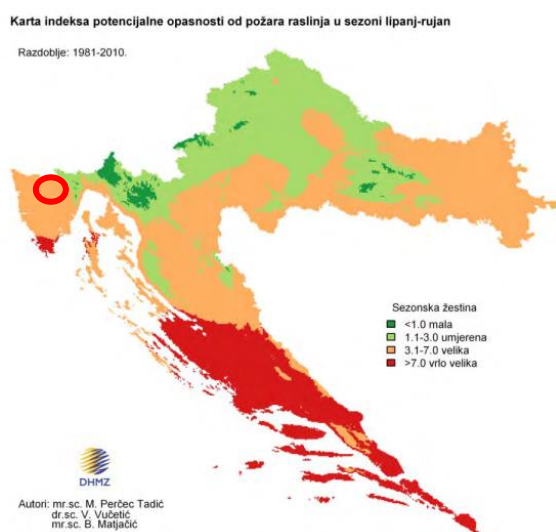 Karta indeksa potencijalne opasnosti od požara raslinja u sezoni lipanj-rujan
Razdoblje: 1981-2010.
Sezonska žestina
<1.0 mala
1.1-3.0 umjerena
3.1-7.0 velika
>7.0 vrlo velika
DHMZ
Autori: mr.sc. M. Perčec Tadić
dr.sc. V. Vučetić
mr.sc. B. Matjačić